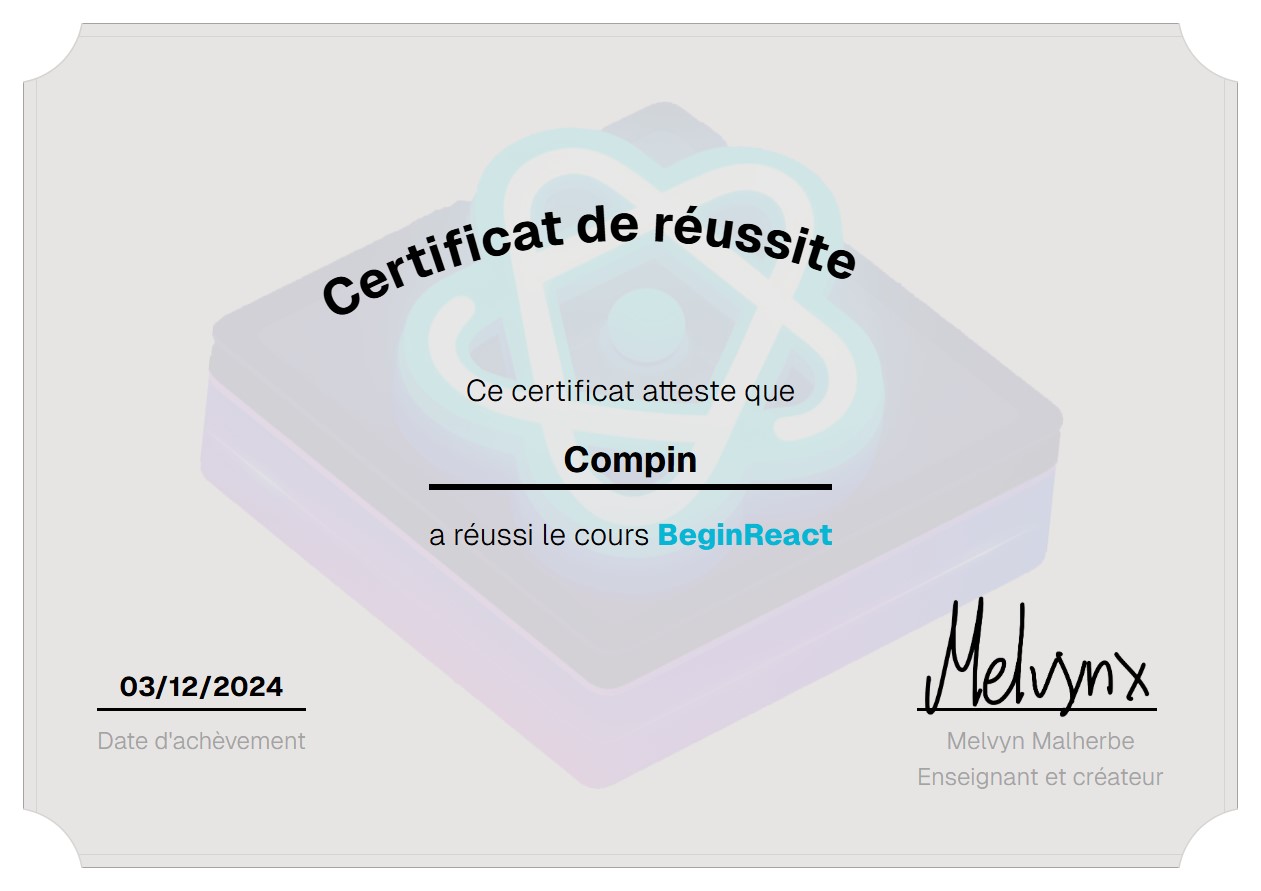 Certificat de réussite
Ce certificat atteste que
Compin
a réussi le cours BeginReact
03/12/2024
Date d'achèvement
Melvynx
Melvyn Malherbe
Enseignant et créateur